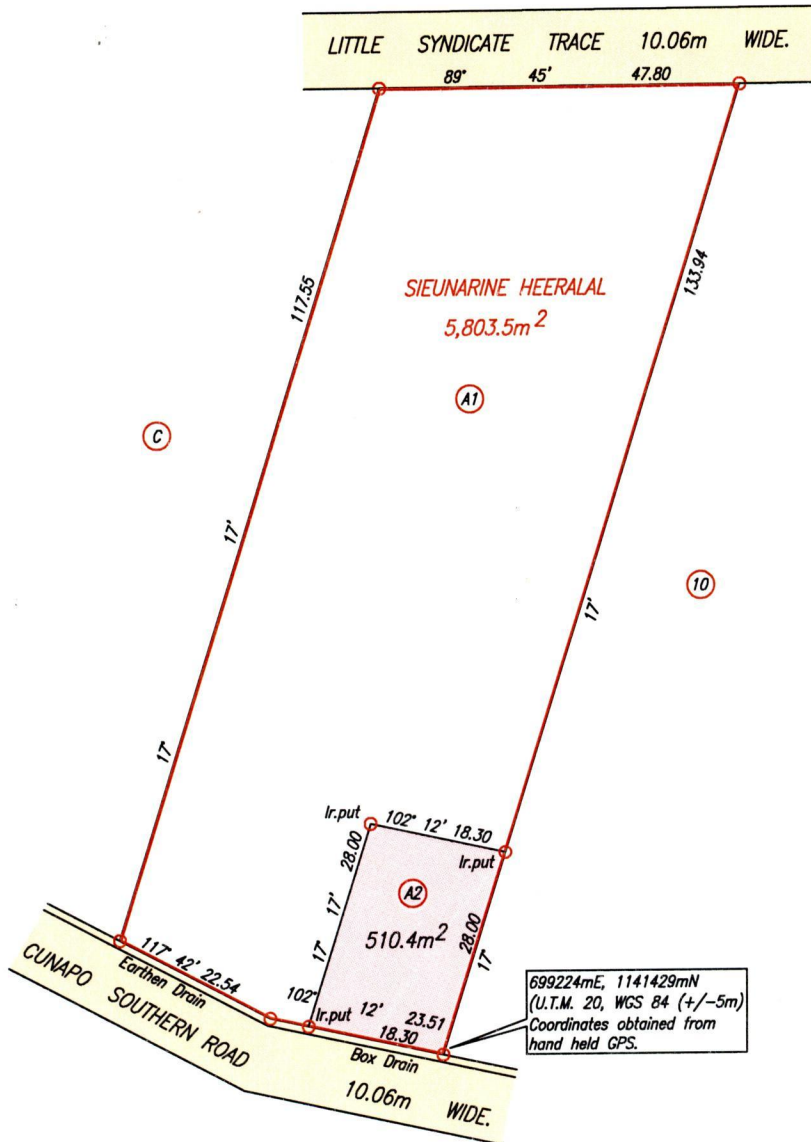 LITTLE SYNDICATE TRACE 10.06m WIDE.
89° 45' 47.80
117.55
133.94
SIEUNARINE HEERALAL
5,803.5m²
A1
C
17°
17'
10
17'
17'
Ir.put
102° 12' 18.30
28.00
Ir.put
17'
A2
28.00
17'
510.4m²
17'
117° 42' 22.54
Earthen Drain
102°
Ir.put
12'
23.51
18.30
Box Drain
CUNAPO SOUTHERN ROAD
10.06m WIDE.
699224mE, 1141429mN
(U.T.M. 20, WGS 84 (+/-5m)
Coordinates obtained from
hand held GPS.